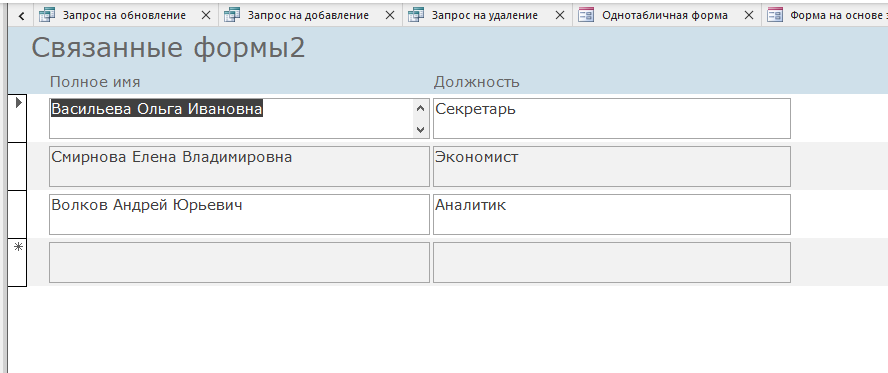 Запрос на обновление
Запрос на добавление
Запрос на удаление
Однотабличная форма
Форма на основе
Связанные формы2
Полное имя
Должность
Васильева Ольга Ивановна
Секретарь
Смирнова Елена Владимировна
Экономист
Волков Андрей Юрьевич
Аналитик